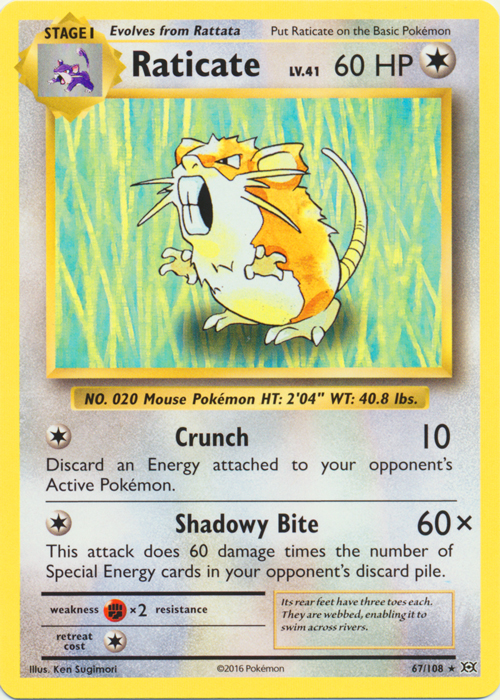 STAGE 1
Evolves from Rattata
Put Raticate on the Basic Pokémon
Raticate LV.41 60 HP
NO. 020 Mouse Pokémon HT: 2'04" WT: 40.8 lbs.
Crunch 10
Discard an Energy attached to your opponent's
Active Pokémon.
Shadowy Bite 60×
This attack does 60 damage times the number of
Special Energy cards in your opponent's discard pile.
weakness ×2 resistance
retreat
cost
Its rear feet have three toes each.
They are webbed, enabling it to
swim across rivers.
Illus. Ken Sugimori
©2016 Pokémon
67/108 ★